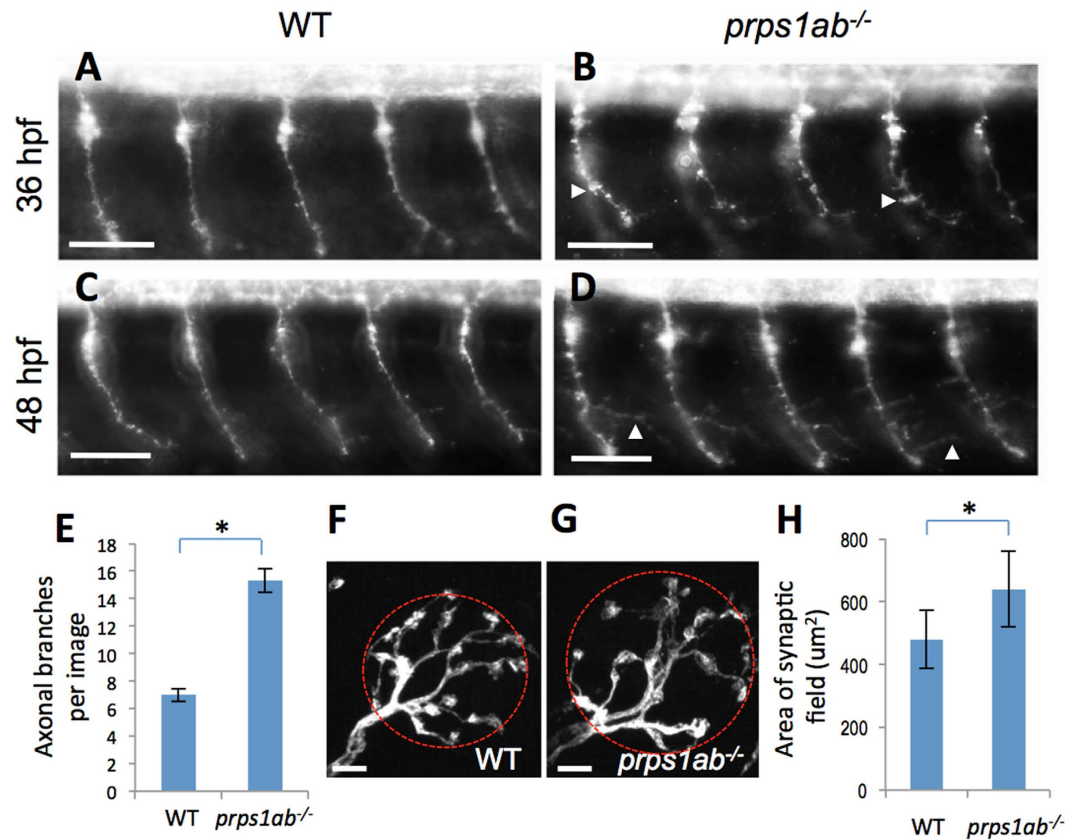 WT
prps1ab-/-
A
B
36 hpf
C
D
48 hpf
E
*
Axonal branches
per image
18
16
14
12
10
8
6
4
2
0
WT
prps1ab-/-
F
WT
G
prps1ab-/-
H
*
Area of synaptic
field (um²)
800
600
400
200
0
WT
prps1ab-/-